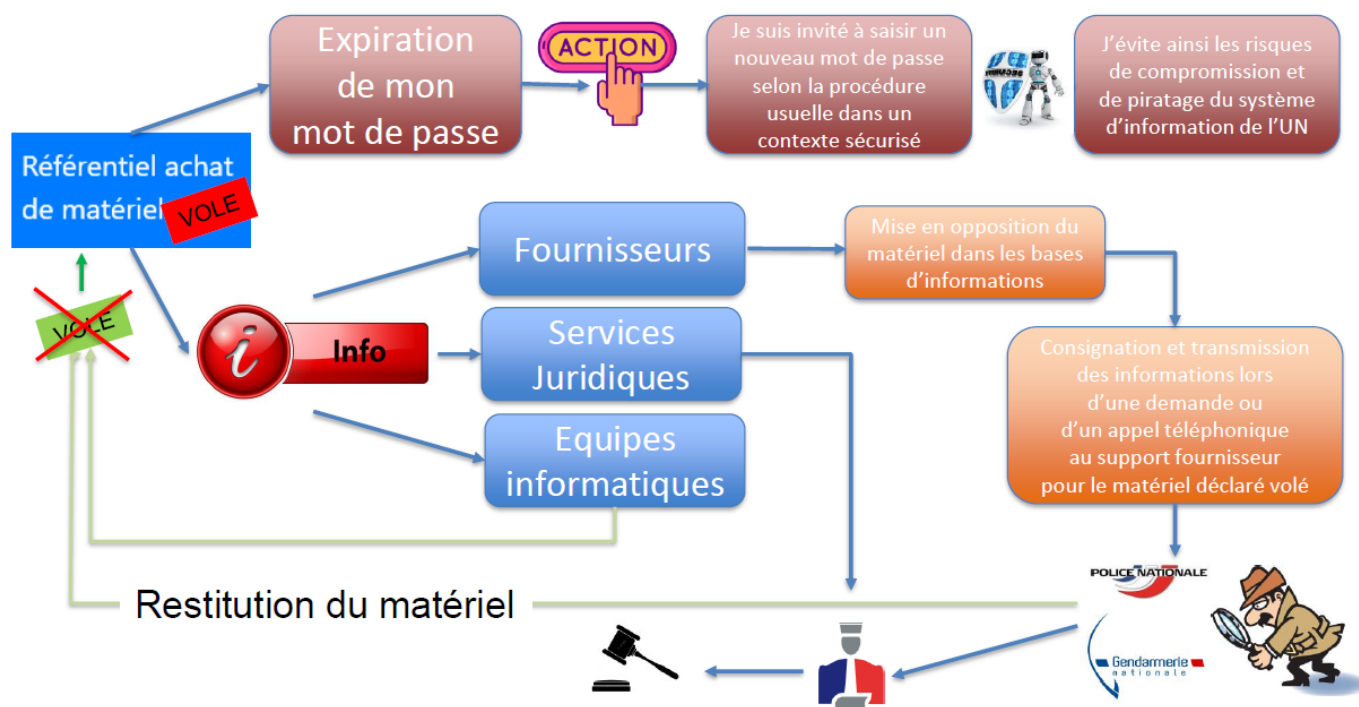 Expiration
de mon
mot de passe
ACTION
Je suis invité à saisir un
nouveau mot de passe
selon la procédure
usuelle dans un
contexte sécurisé
J'évite ainsi les risques
de compromission et
de piratage du système
d'information de l'UN
Référentiel achat
de matériel
VOLE
VOLE
Info
Fournisseurs
Services
Juridiques
Equipes
informatiques
Mise en opposition du
matériel dans les bases
d'informations
Consignation et transmission
des informations lors
d'une demande ou
d'un appel téléphonique
au support fournisseur
pour le matériel déclaré volé
Restitution du matériel
POLICE NATIONALE
Gendarmerie
nationale